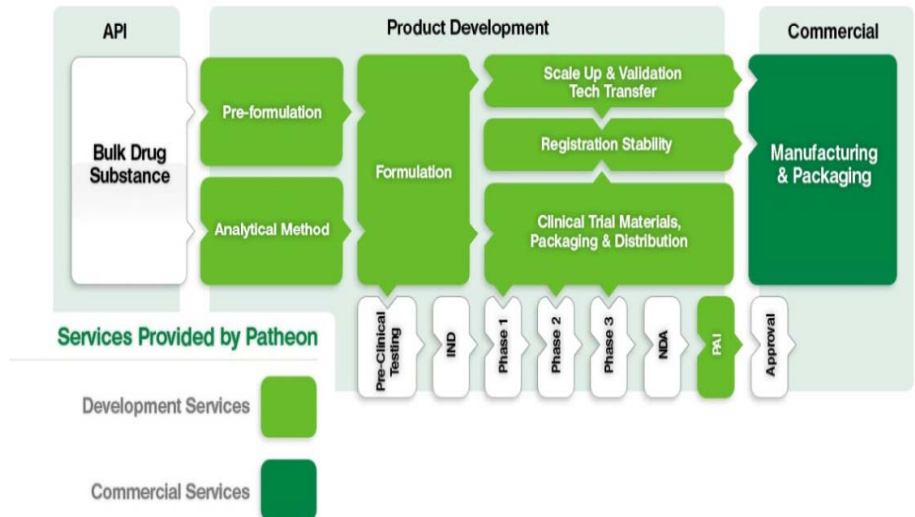 API
Product Development
Commercial
Bulk Drug
Substance
Pre-formulation
Analytical Method
Formulation
Scale Up & Validation
Tech Transfer
Registration Stability
Clinical Trial Materials,
Packaging & Distribution
Manufacturing
& Packaging
Pre-Clinical
Testing
IND
Phase 1
Phase 2
Phase 3
NDA
PAI
Approval
Services Provided by Patheon
Development Services
Commercial Services